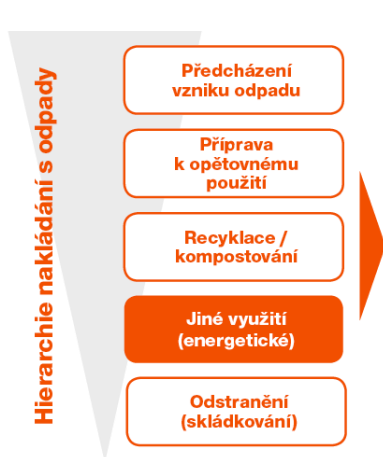 Hierarchie nakládání s odpady
Předcházení
vzniku odpadu
Příprava
k opětovnému
použití
Recyklace /
kompostování
Jiné využití
(energetické)
Odstranění
(skládkování)